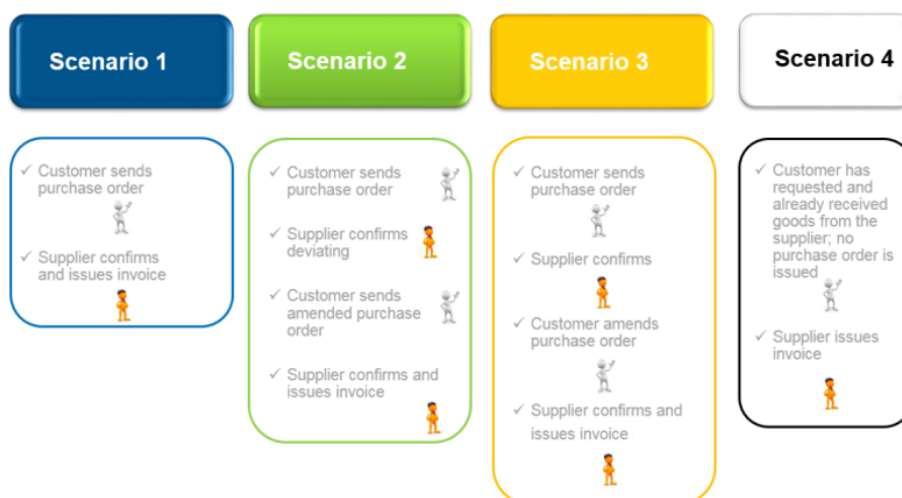 Scenario 1
Scenario 2
Scenario 3
Scenario 4
✓ Customer sends
purchase order
✓ Supplier confirms
and issues invoice
✓ Customer sends
purchase order
✓ Supplier confirms
deviating
✓ Customer sends
amended purchase
order
✓ Supplier confirms and
issues invoice
✓ Customer sends
purchase order
✓ Supplier confirms
✓ Customer amends
purchase order
✓ Supplier confirms and
issues invoice
✓ Customer has
requested and
already received
goods from the
supplier; no
purchase order is
issued
✓ Supplier issues
invoice